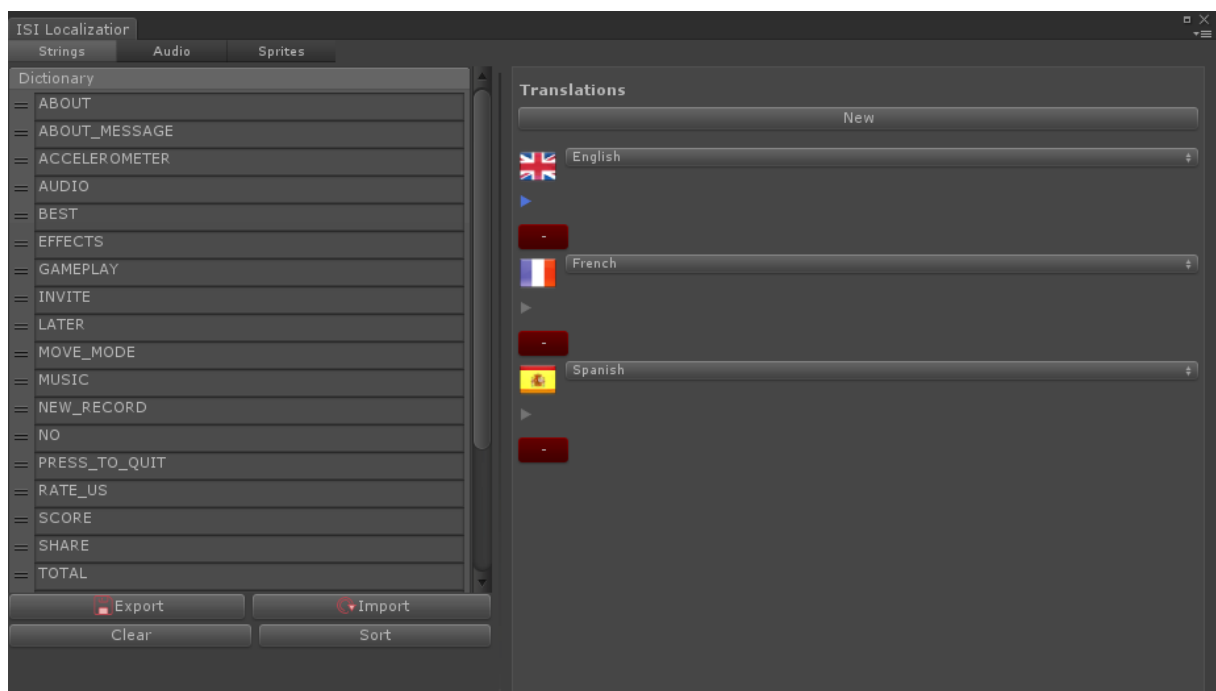 ISI Localization
Strings Audio Sprites
Dictionary
ABOUT
ABOUT_MESSAGE
ACCELEROMETER
AUDIO
BEST
EFFECTS
GAMEPLAY
INVITE
LATER
MOVE_MODE
MUSIC
NEW_RECORD
NO
PRESS_TO_QUIT
RATE_US
SCORE
SHARE
TOTAL
Export Import
Clear Sort
Translations
New
English
-
French
-
Spanish
-